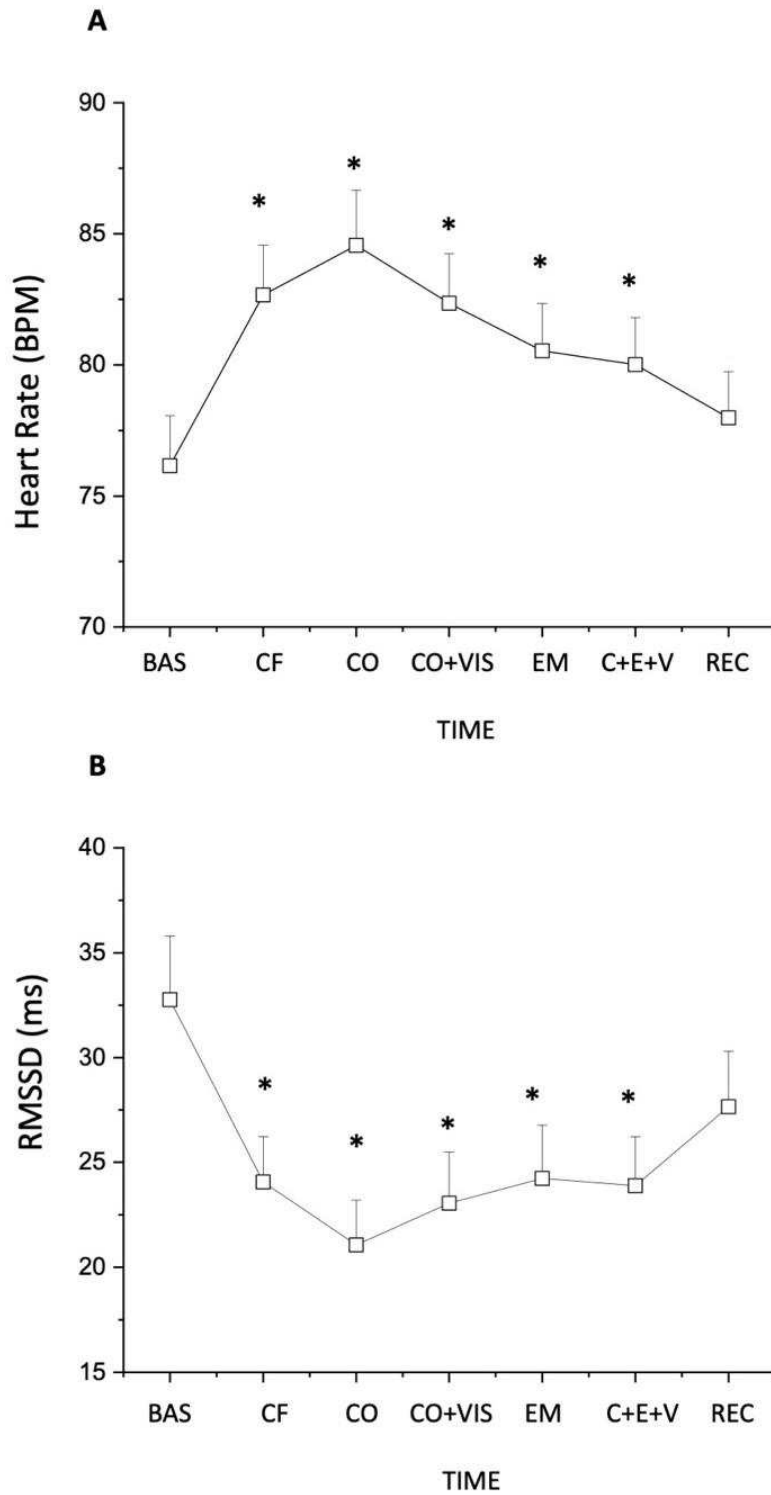 A
90
85
80
75
70
Heart Rate (BPM)
* * * * *
BAS CF CO CO+VIS EM C+E+V REC
TIME
B
40
35
30
25
20
15
RMSSD (ms)
* * * * *
BAS CF CO CO+VIS EM C+E+V REC
TIME